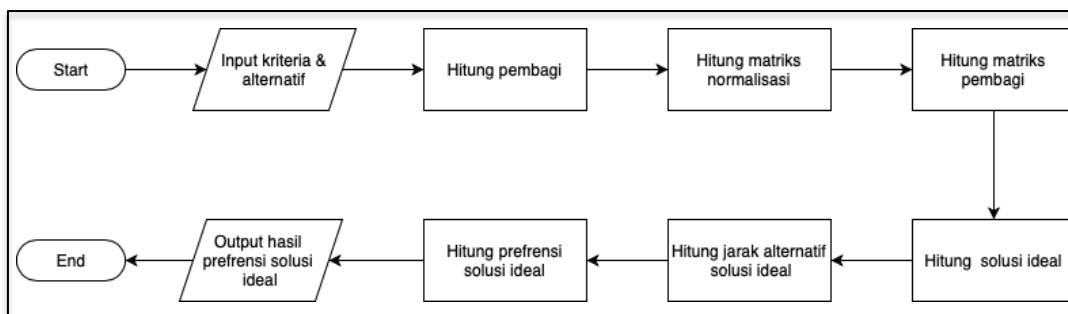 Start
Input kriteria &
alternatif
Hitung pembagi
Hitung matriks
normalisasi
Hitung matriks
pembagi
Hitung  solusi ideal
Hitung jarak alternatif
solusi ideal
Hitung prefrensi
solusi ideal
Output hasil
prefrensi solusi
ideal
End